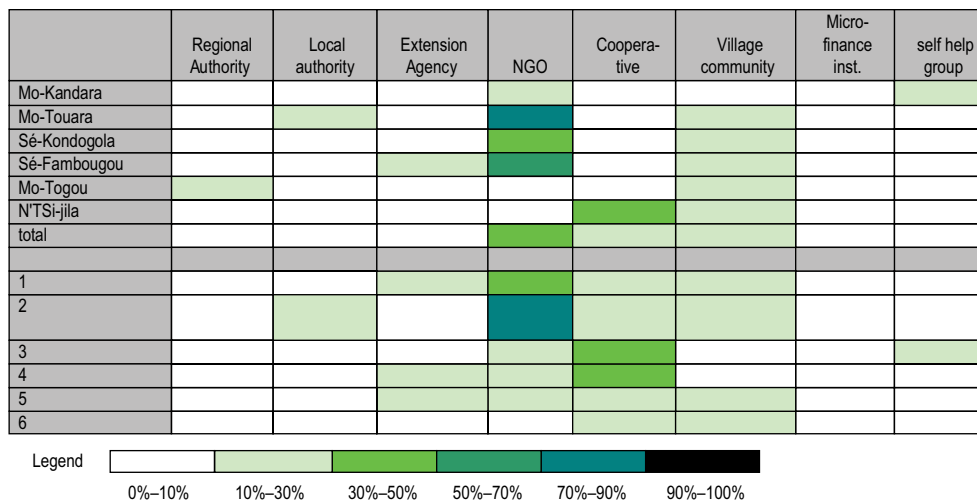 Regional Authority
Local authority
Extension Agency
NGO
Coopera-
tive
Village community
Micro-
finance
inst.
self help group
Mo-Kandara
Mo-Touara
Sé-Kondogola
Sé-Fambougou
Mo-Togou
N'TSi-jila
total
1
2
3
4
5
6
Legend
0%–10% 10%–30% 30%–50% 50%–70% 70%–90% 90%–100%